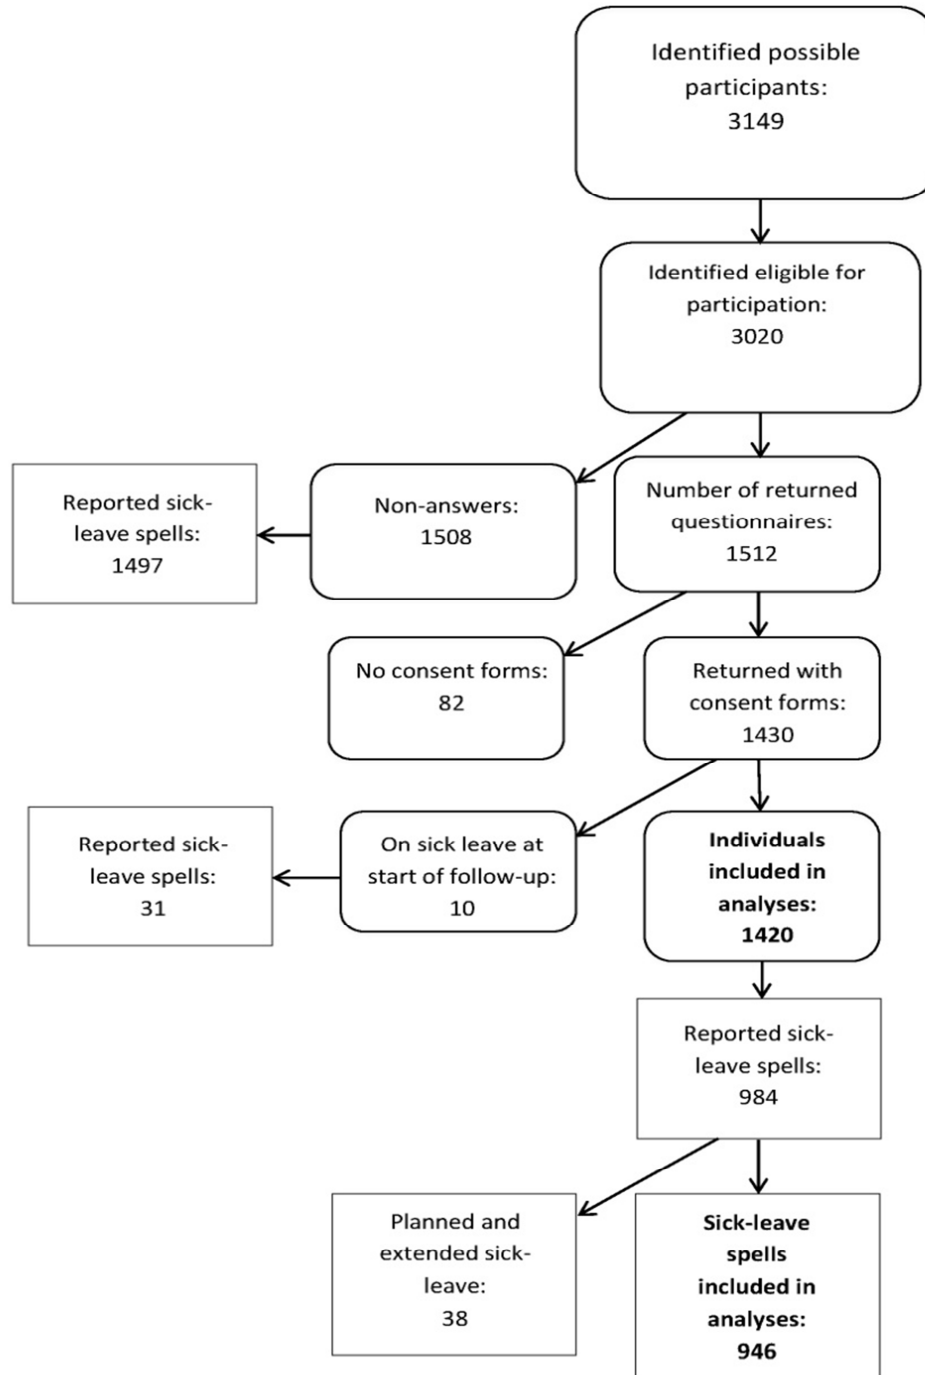 Identified possible
participants:
3149
Identified eligible for
participation:
3020
Reported sick-
leave spells:
1497
Non-answers:
1508
Number of returned
questionnaires:
1512
No consent forms:
82
Returned with
consent forms:
1430
Reported sick-
leave spells:
31
On sick leave at
start of follow-up:
10
Individuals
included in
analyses:
1420
Reported sick-
leave spells:
984
Planned and
extended sick-
leave:
38
Sick-leave
spells
included in
analyses:
946